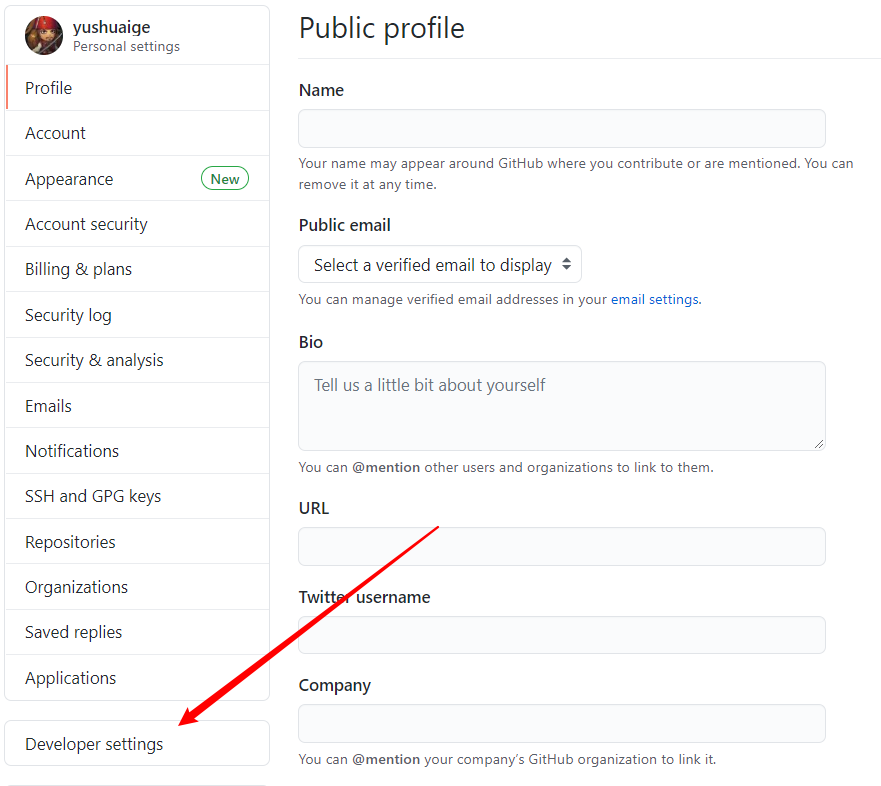 yushuaige
Personal settings
Profile
Account
Appearance New
Account security
Billing & plans
Security log
Security & analysis
Emails
Notifications
SSH and GPG keys
Repositories
Organizations
Saved replies
Applications
Developer settings
Public profile
Name
Your name may appear around GitHub where you contribute or are mentioned. You can
remove it at any time.
Public email
Select a verified email to display
You can manage verified email addresses in your email settings.
Bio
Tell us a little bit about yourself
You can @mention other users and organizations to link to them.
URL
Twitter username
Company
You can @mention your company's GitHub organization to link it.